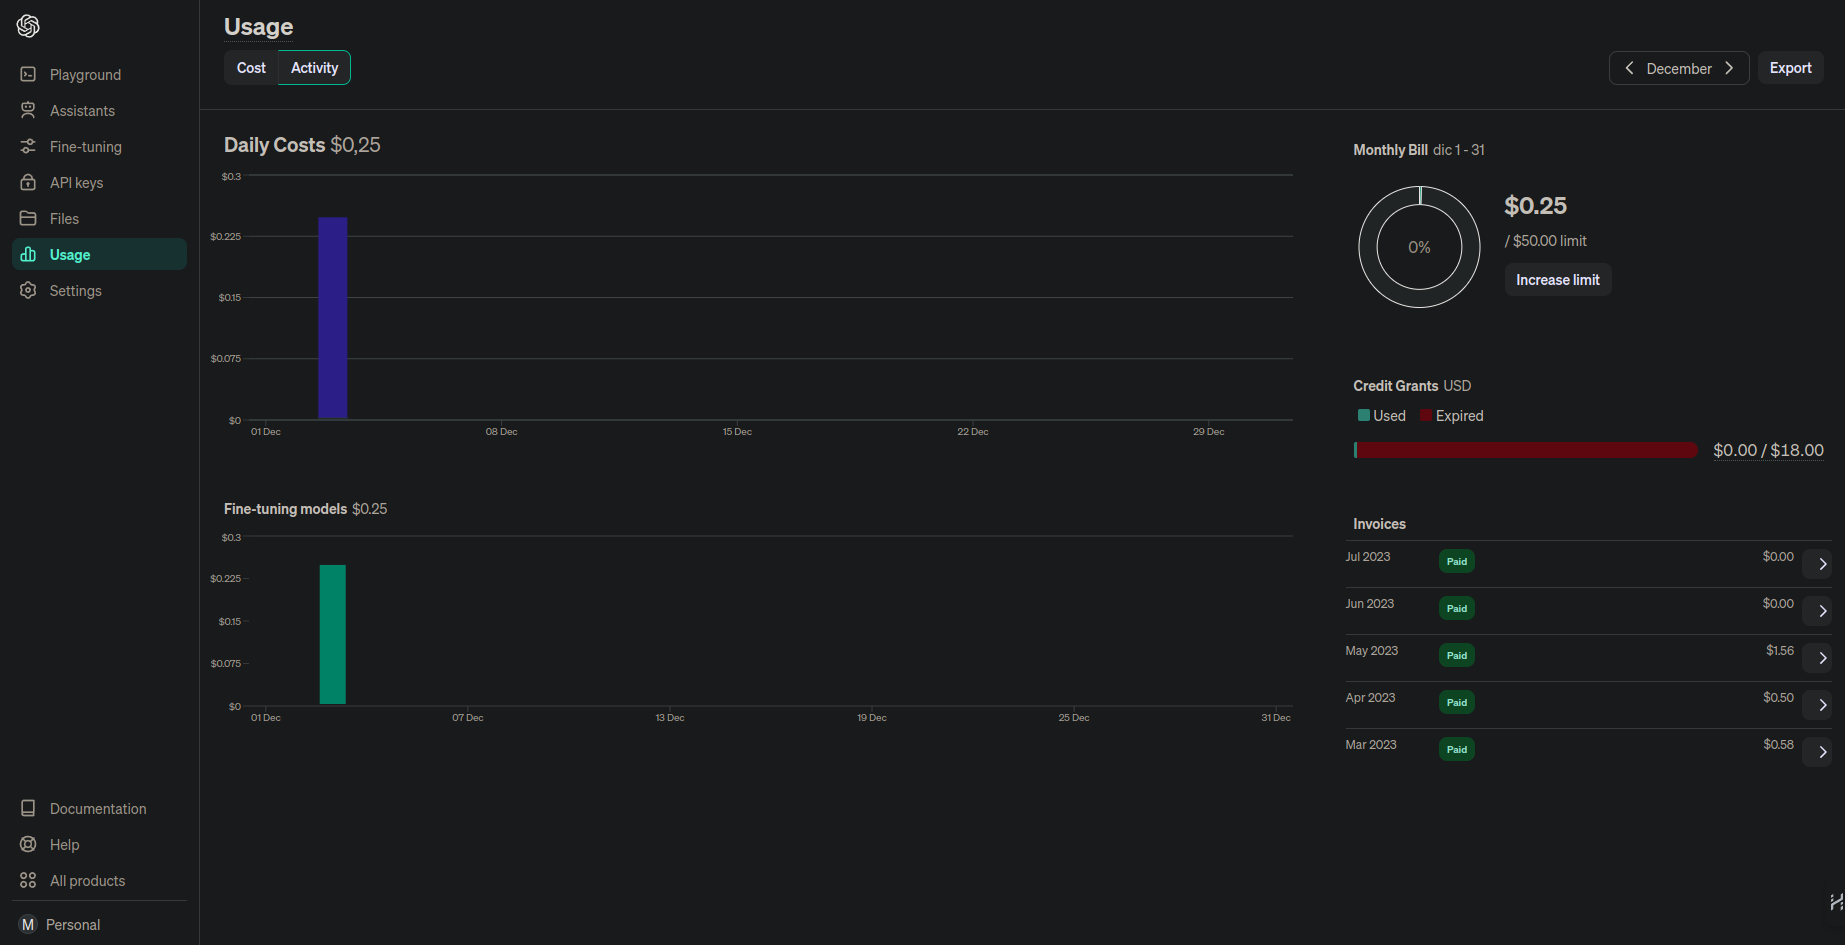 Playground
Assistants
Fine-tuning
API keys
Files
Usage
Settings
Documentation
Help
All products
M Personal
Usage
Cost Activity
December
Export
Daily Costs $0,25
$0.3
$0.225
$0.15
$0.075
$0
01 Dec 08 Dec 15 Dec 22 Dec 29 Dec
Fine-tuning models $0.25
$0.3
$0.225
$0.15
$0.075
$0
01 Dec 07 Dec 13 Dec 19 Dec 25 Dec 31 Dec
Monthly Bill dic 1 - 31
0%
$0.25
/ $50.00 limit
Increase limit
Credit Grants USD
Used Expired
$0.00 / $18.00
Invoices
Jul 2023 Paid $0.00
Jun 2023 Paid $0.00
May 2023 Paid $1.56
Apr 2023 Paid $0.50
Mar 2023 Paid $0.58